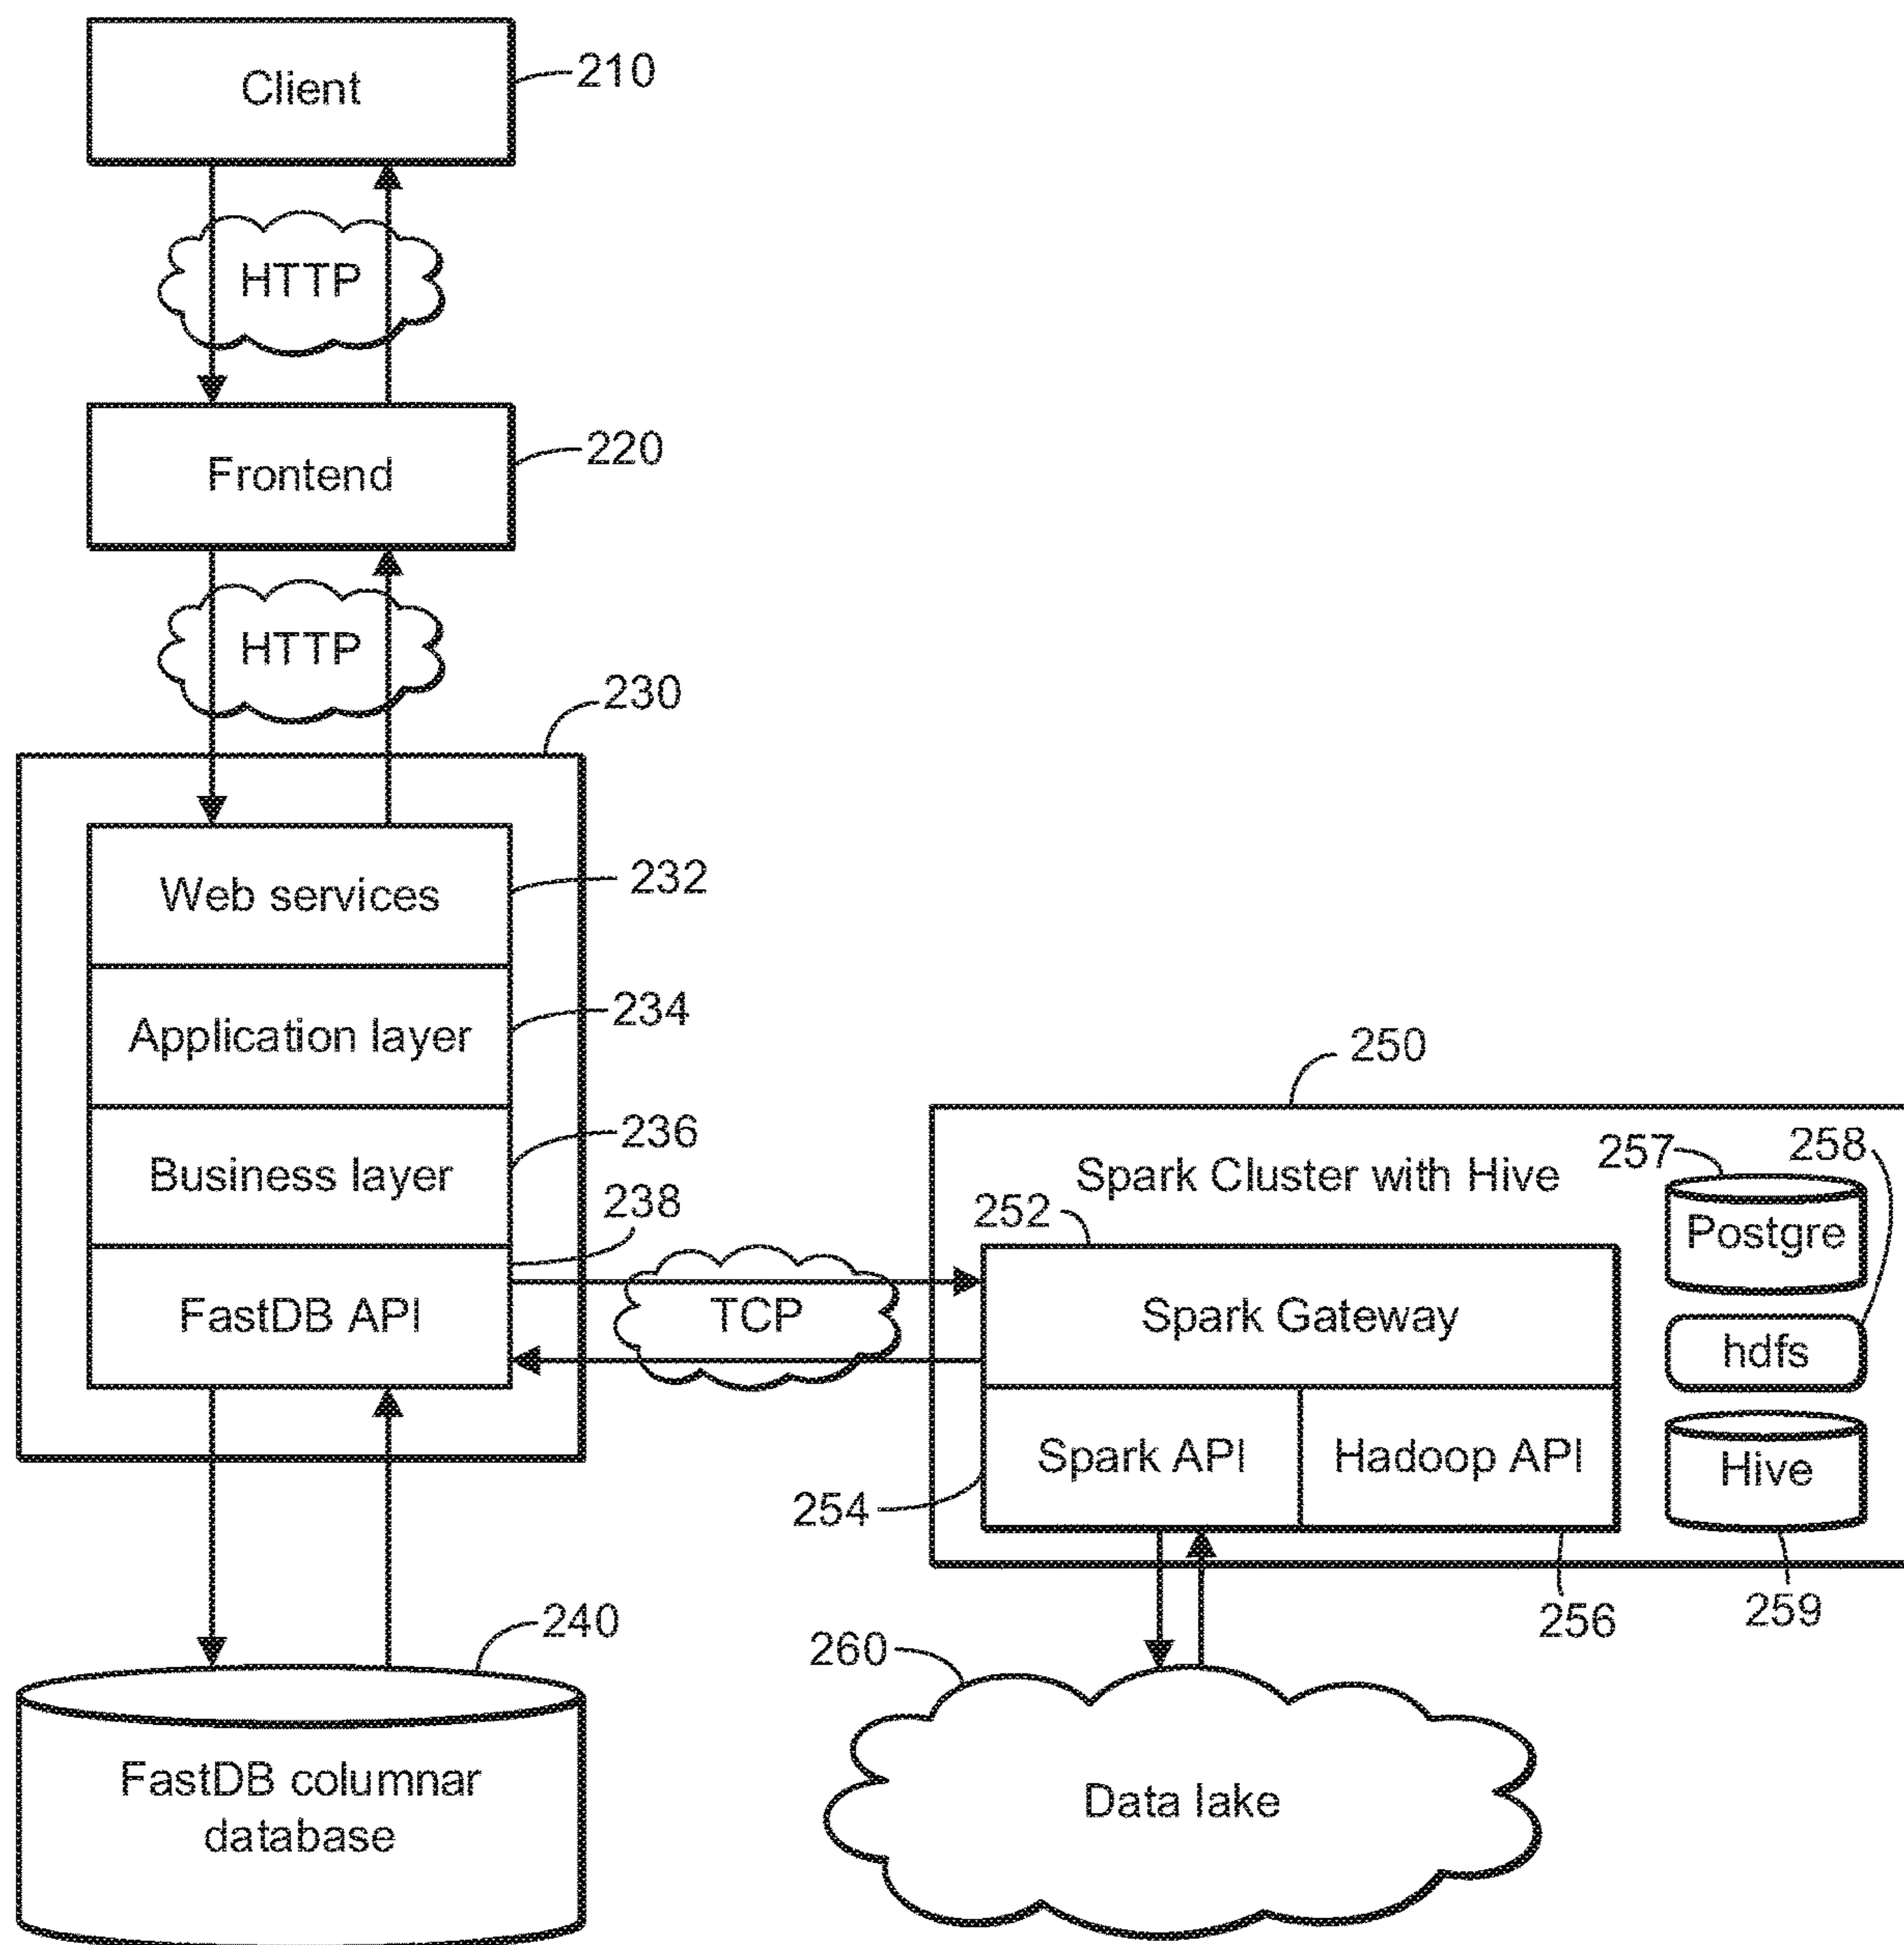 Client
210
HTTP
Frontend
220
HTTP
230
Web services
232
Application layer
234
Business layer
236
238
FastDB API
TCP
250
Spark Cluster with Hive
252
Spark Gateway
Spark API
Hadoop API
254
256
257
Postgre
258
hdfs
Hive
259
240
FastDB columnar
database
260
Data lake